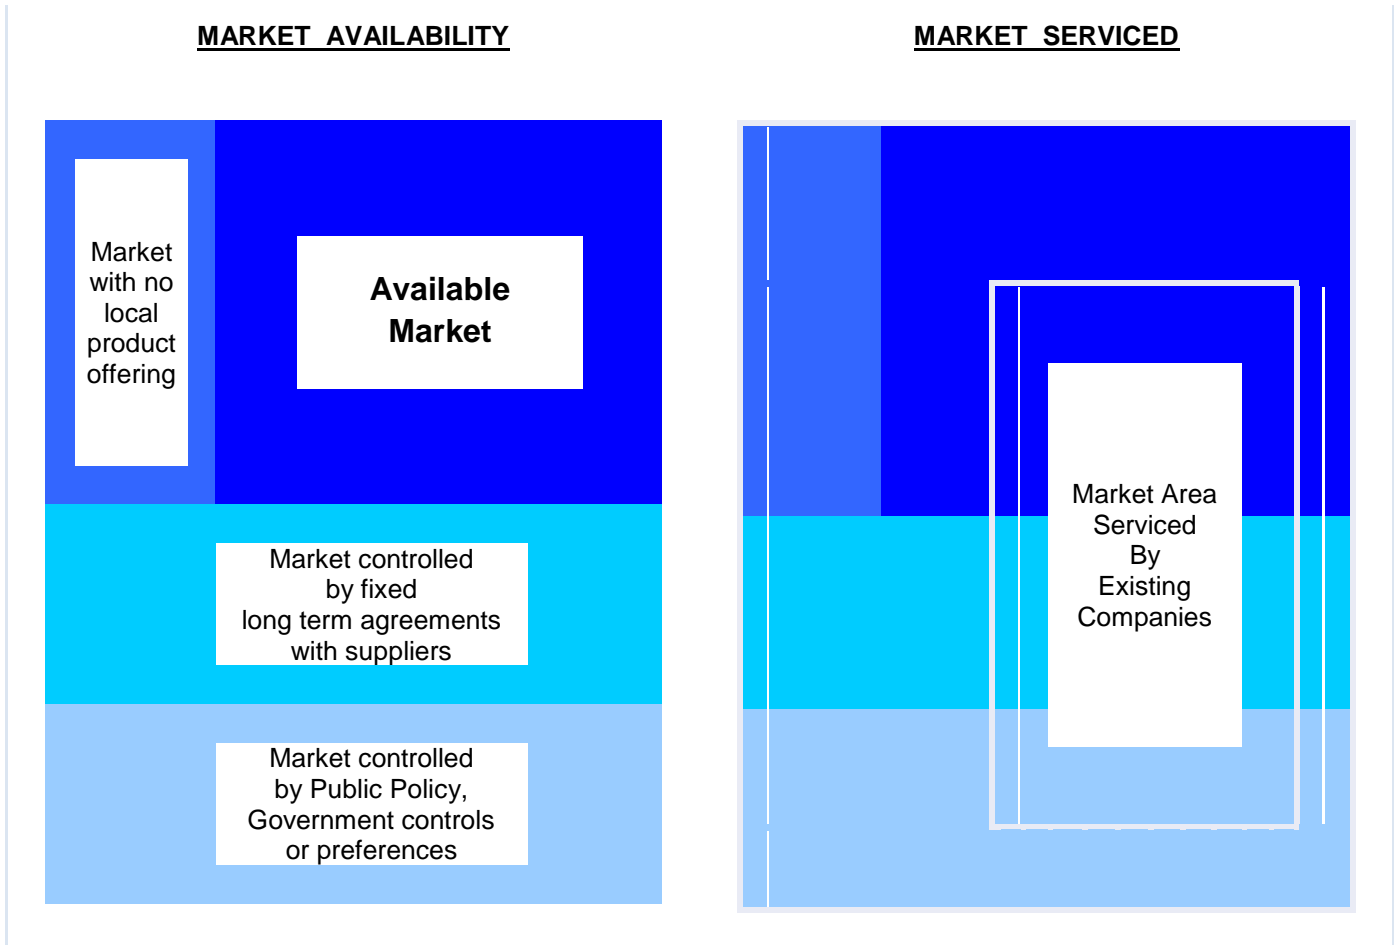 MARKET AVAILABILITY
MARKET SERVICED
Market
with no
local
product
offering
Available
Market
Market controlled
by fixed
long term agreements
with suppliers
Market controlled
by Public Policy,
Government controls
or preferences
Market Area
Serviced
By
Existing
Companies